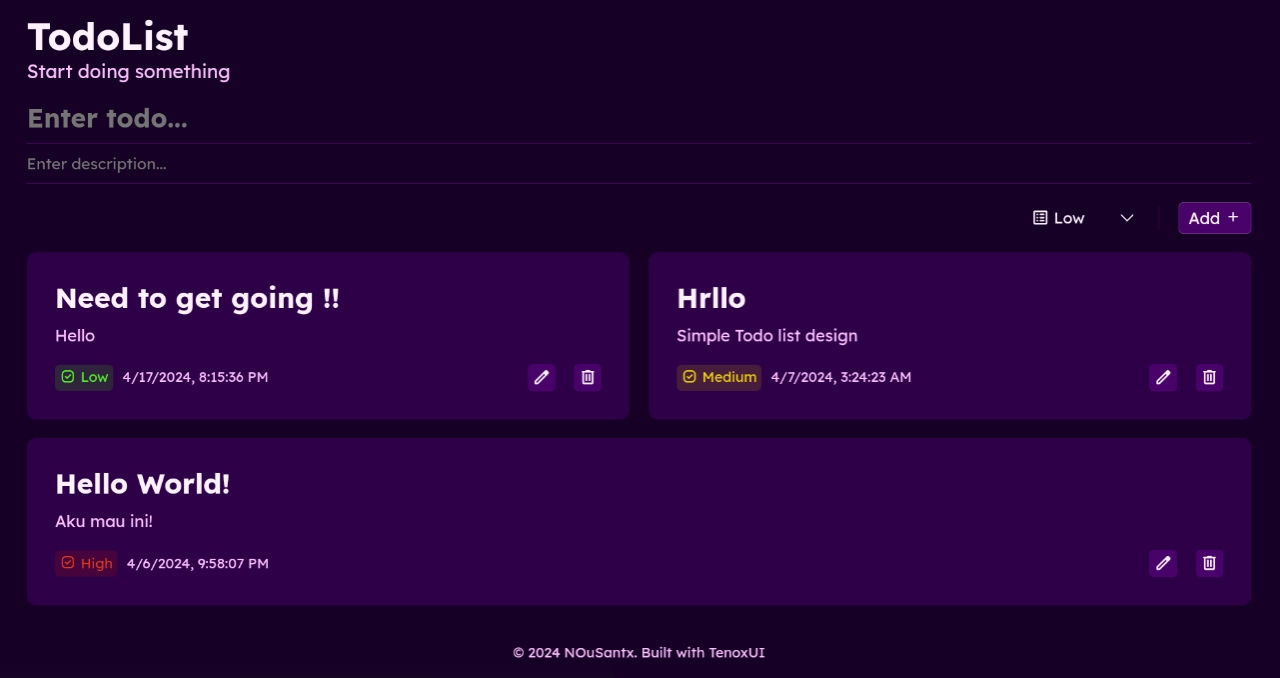 TodoList
Start doing something
Enter todo...
Enter description...
Low
Add +
Need to get going !!
Hello
Low 4/17/2024, 8:15:36 PM
Hrllo
Simple Todo list design
Medium 4/7/2024, 3:24:23 AM
Hello World!
Aku mau ini!
High 4/6/2024, 9:58:07 PM
© 2024 NOuSantx. Built with TenoxUI